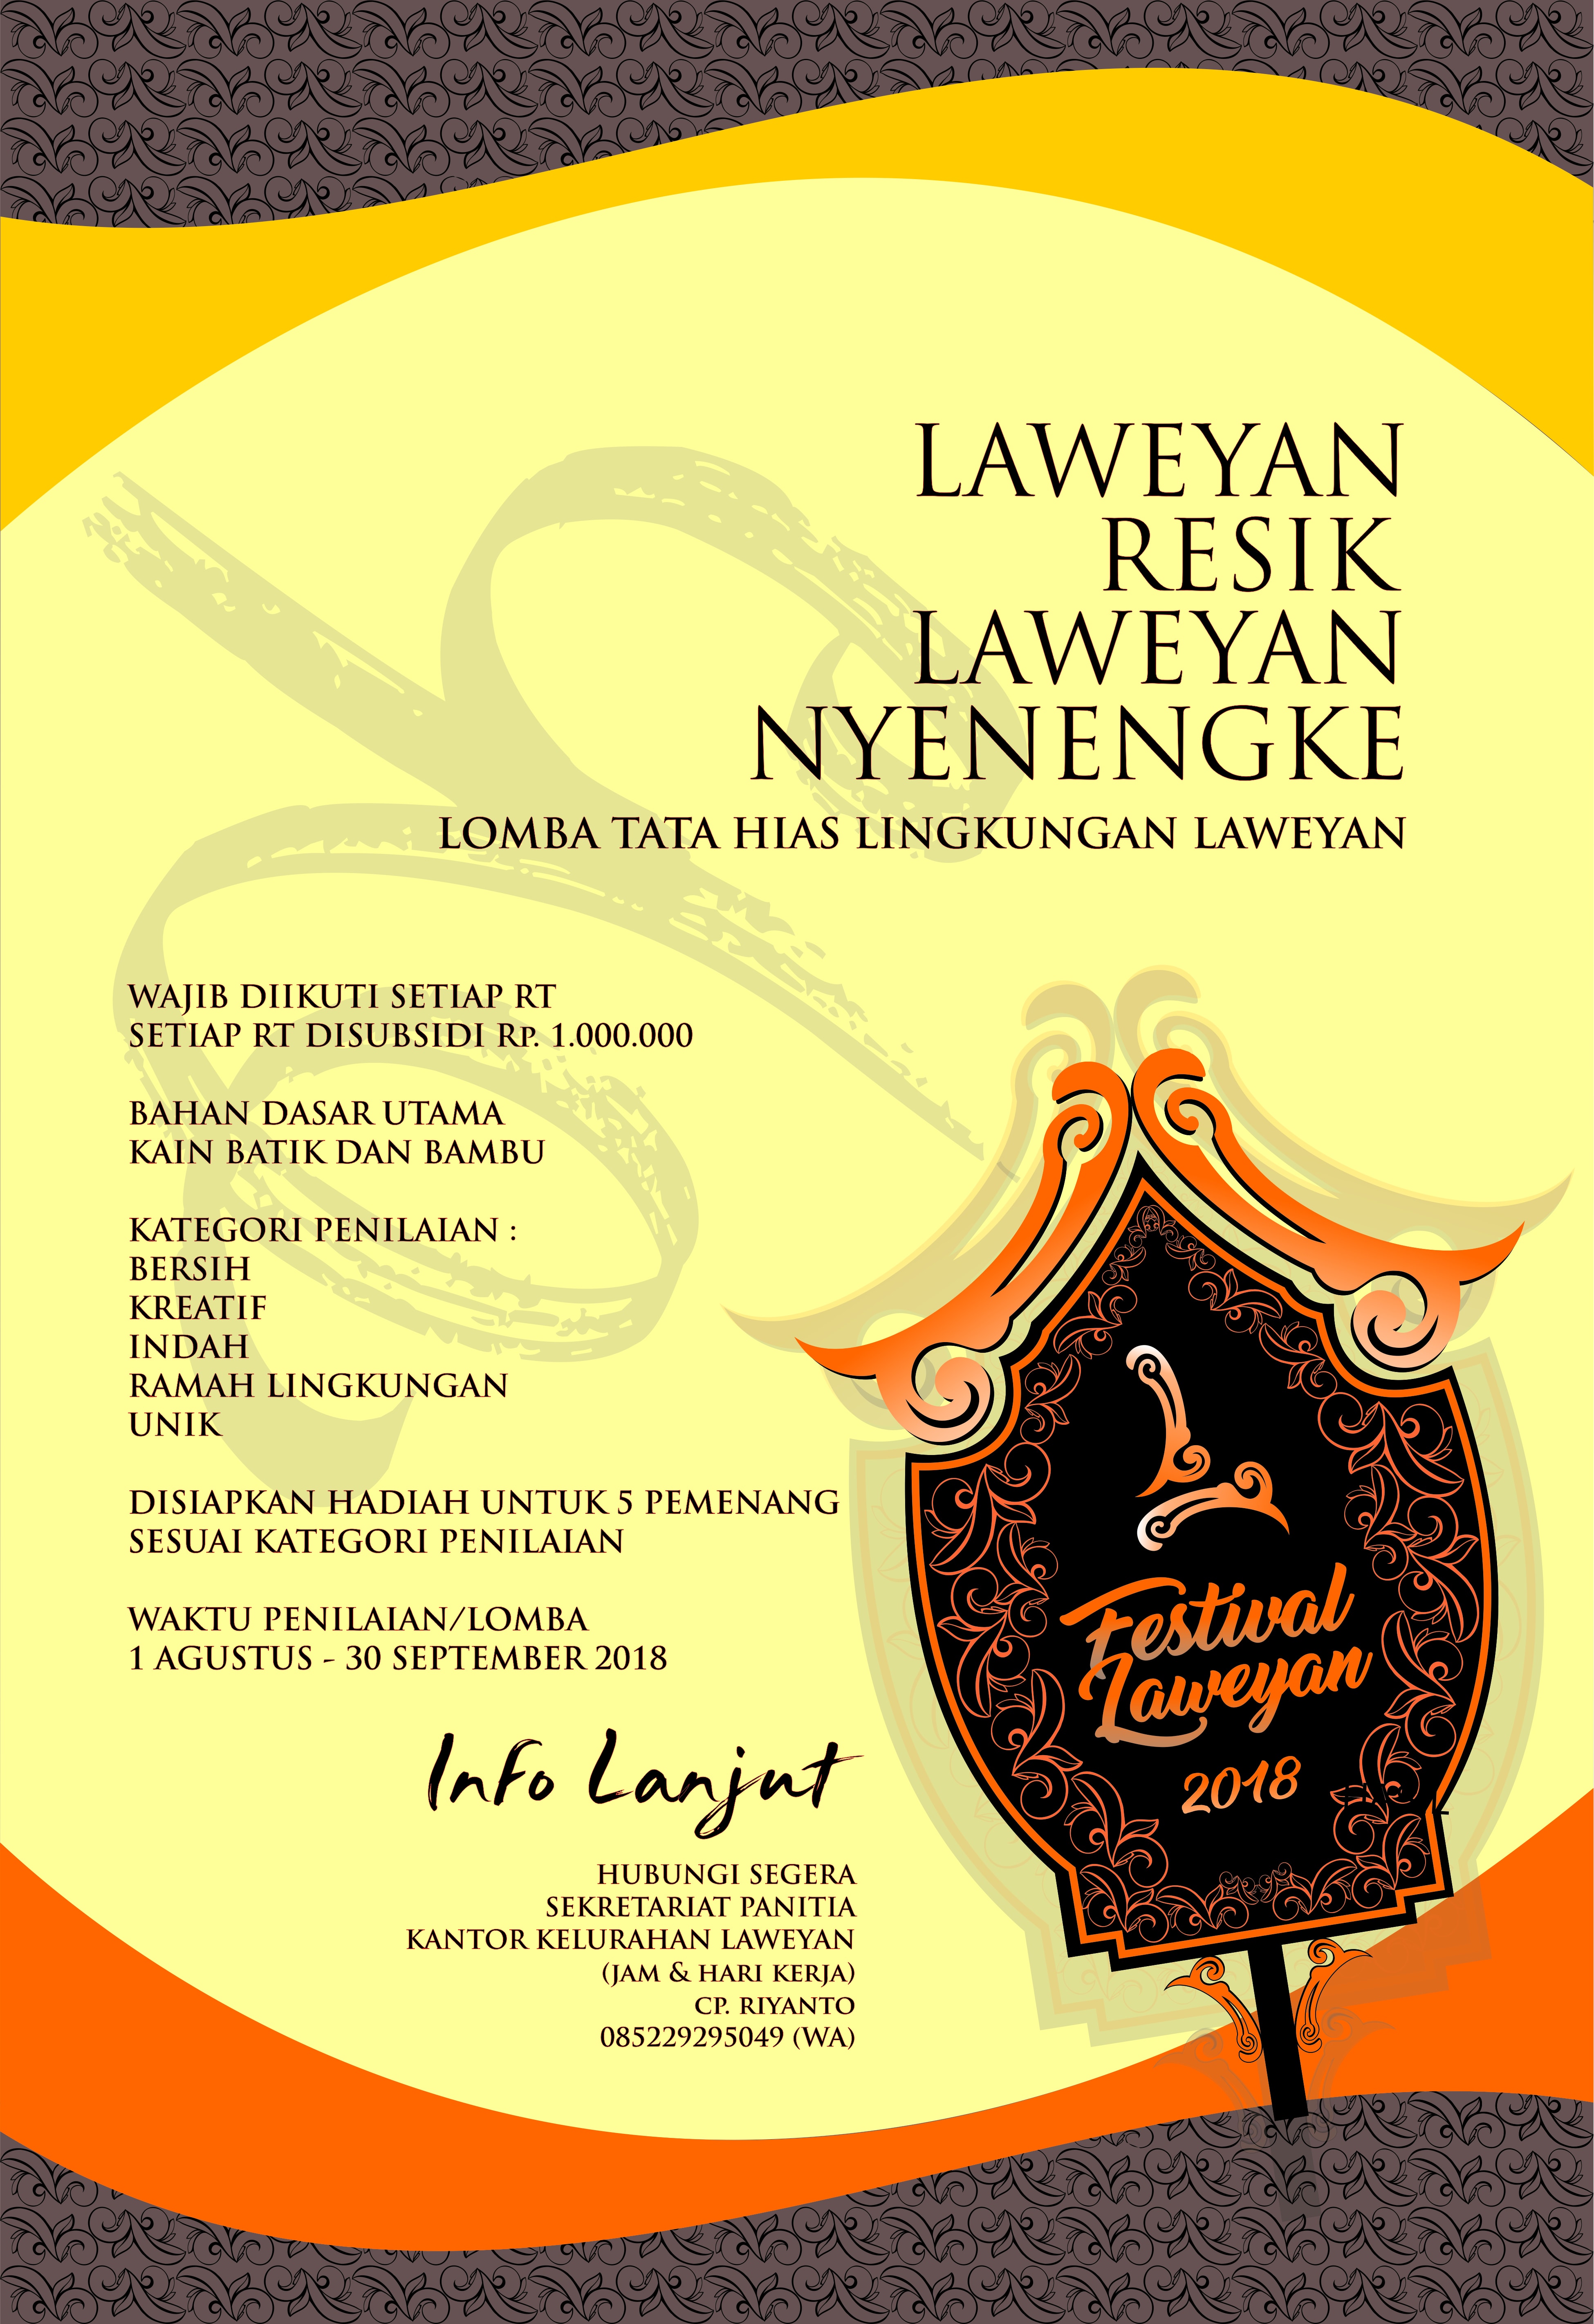 LAWEYAN
RESIK
LAWEYAN
NYENENGKE
LOMBA TATA HIAS LINGKUNGAN LAWEYAN
WAJIB DIIKUTI SETIAP RT
SETIAP RT DISUBSIDI Rp. 1.000.000
BAHAN DASAR UTAMA
KAIN BATIK DAN BAMBU
KATEGORI PENILAIAN :
BERSIH
KREATIF
INDAH
RAMAH LINGKUNGAN
UNIK
DISIAPKAN HADIAH UNTUK 5 PEMENANG
SESUAI KATEGORI PENILAIAN
WAKTU PENILAIAN/LOMBA
1 AGUSTUS - 30 SEPTEMBER 2018
Festival
Laweyan
2018
Info Lanjut
HUBUNGI SEGERA
SEKRETARIAT PANITIA
KANTOR KELURAHAN LAWEYAN
(JAM & HARI KERJA)
CP. RIYANTO
085229295049 (WA)